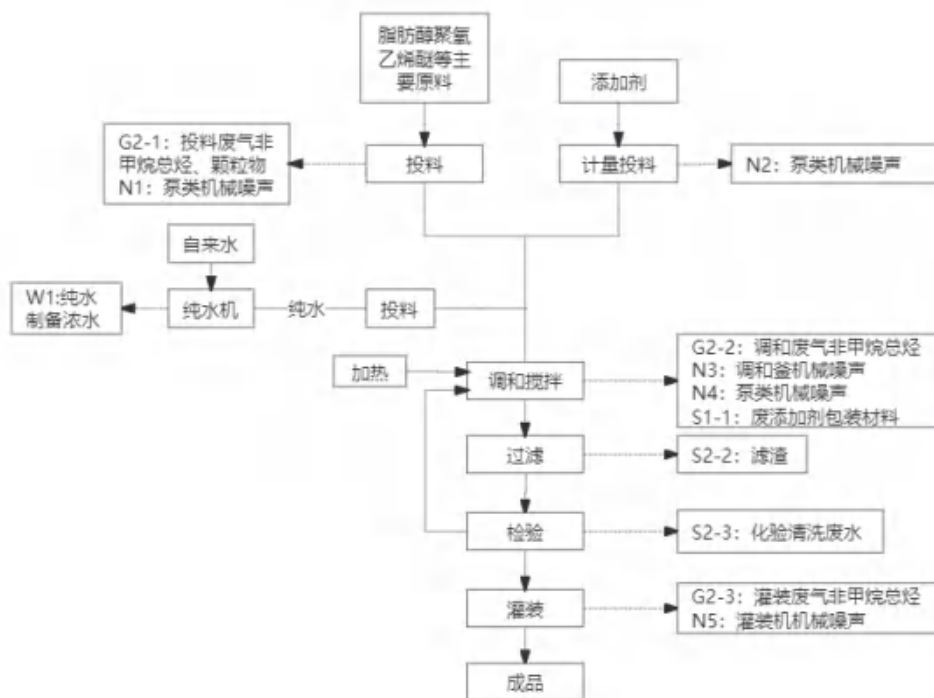 脂肪醇聚氧
乙烯醚等主
要原料
添加剂
G2-1：投料废气非
甲烷总烃、颗粒物
N1：泵类机械噪声
投料
计量投料
N2：泵类机械噪声
自来水
W1:纯水
制备浓水
纯水机
纯水
投料
加热
调和搅拌
G2-2：调和废气非甲烷总烃
N3：调和釜机械噪声
N4：泵类机械噪声
S1-1：废添加剂包装材料
过滤
S2-2：滤渣
检验
S2-3：化验清洗废水
灌装
G2-3：灌装废气非甲烷总烃
N5：灌装机机械噪声
成品